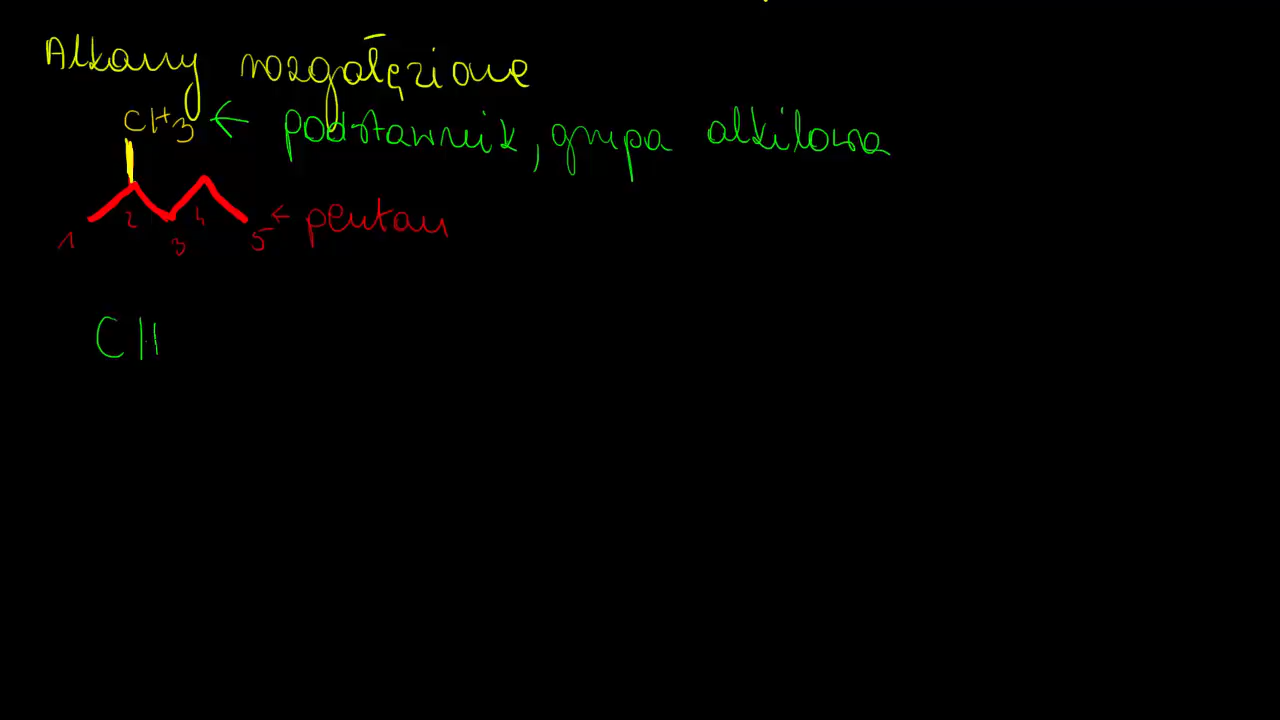 Alkany rozgałęzione
CH3 ← podstawnik, grupa alkilowa
1 2 3 4 5 ← pentan
CH